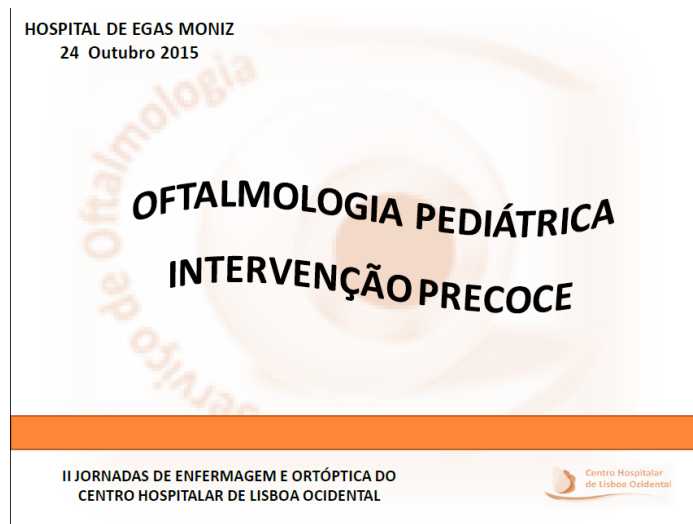 HOSPITAL DE EGAS MONIZ
24 Outubro 2015
Serviço de Oftalmologia
OFTALMOLOGIA PEDIÁTRICA
INTERVENÇÃO PRECOCE
II JORNADAS DE ENFERMAGEM E ORTÓPTICA DO
CENTRO HOSPITALAR DE LISBOA OCIDENTAL
Centro Hospitalar
de Lisboa Ocidental